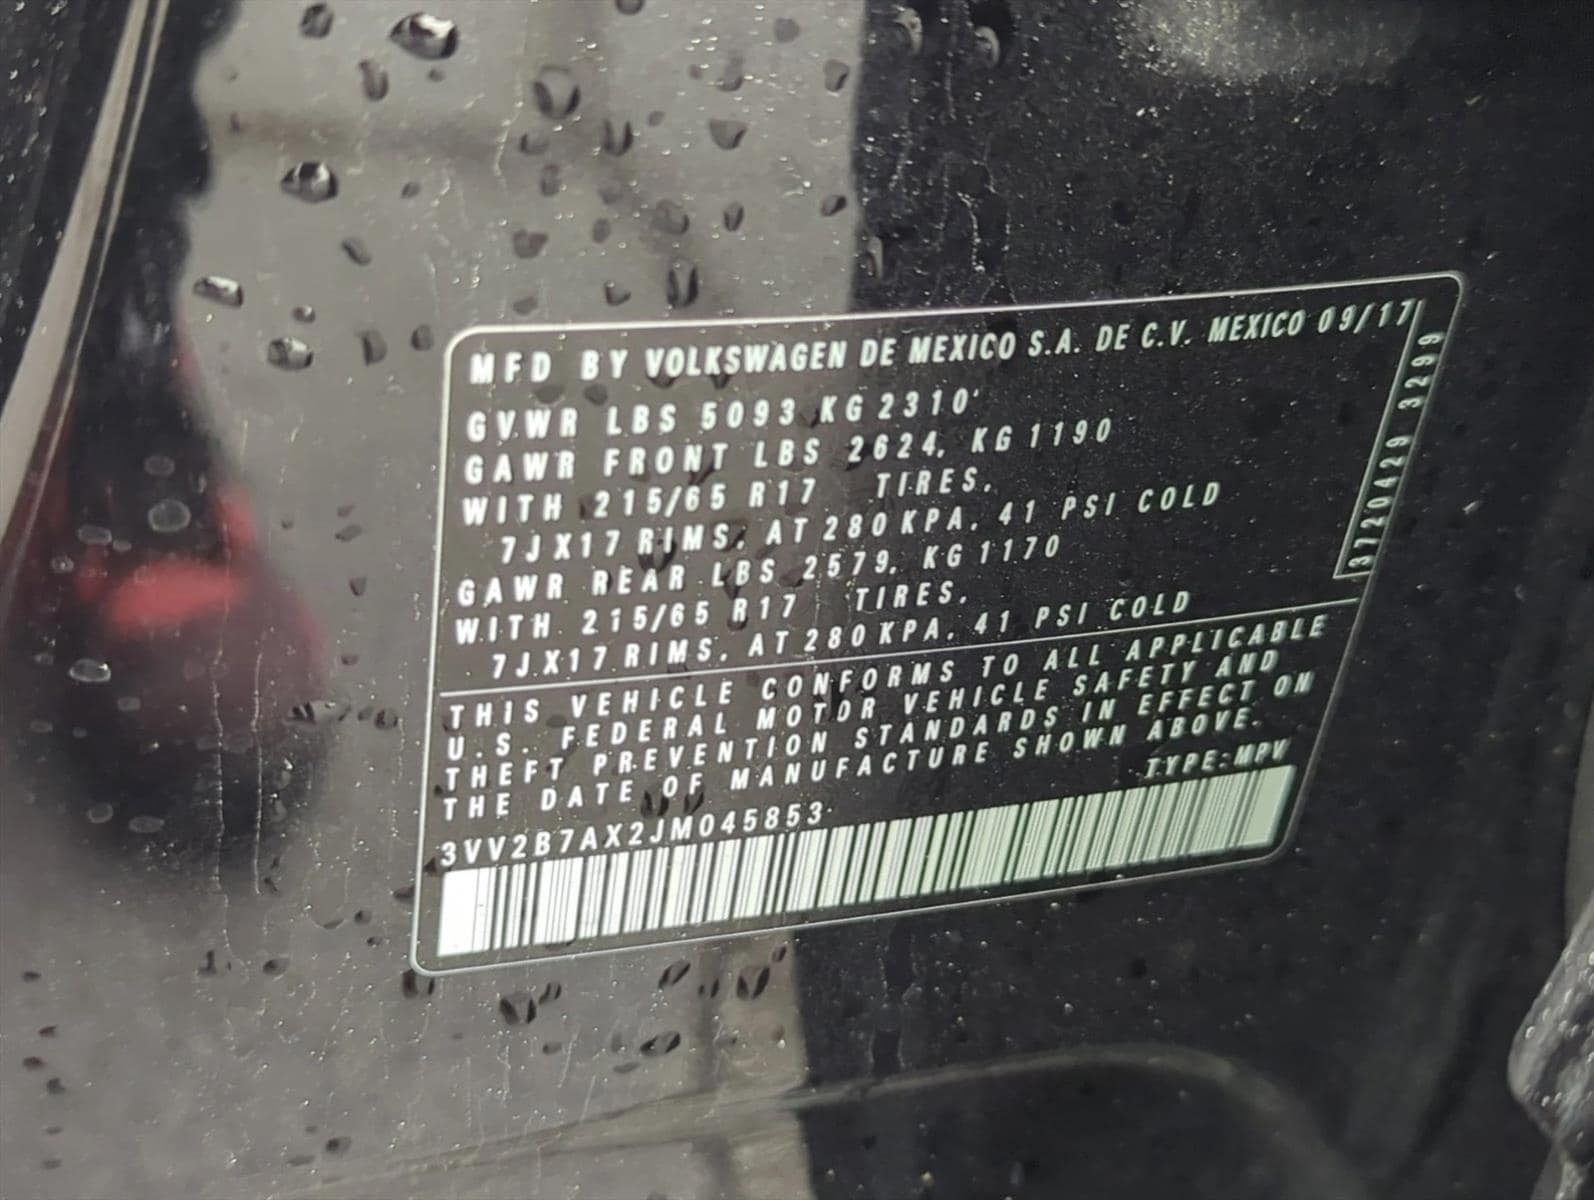 MFD BY VOLKSWAGEN DE MEXICO S.A. DE C.V. MEXICO 09/17
GVWR LBS 5093 KG 2310
GAWR FRONT LBS 2624, KG 1190
WITH 215/65 R17 TIRES,
7JX17 RIMS, AT 280 KPA, 41 PSI COLD
GAWR REAR LBS 2579, KG 1170
WITH 215/65 R17 TIRES,
7JX17 RIMS, AT 280 KPA, 41 PSI COLD
3720429 3299
THIS VEHICLE CONFORMS TO ALL APPLICABLE
U.S. FEDERAL MOTOR VEHICLE SAFETY AND
THEFT PREVENTION STANDARDS IN EFFECT ON
THE DATE OF MANUFACTURE SHOWN ABOVE.
TYPE:MPV
3VV2B7AX2JM045853